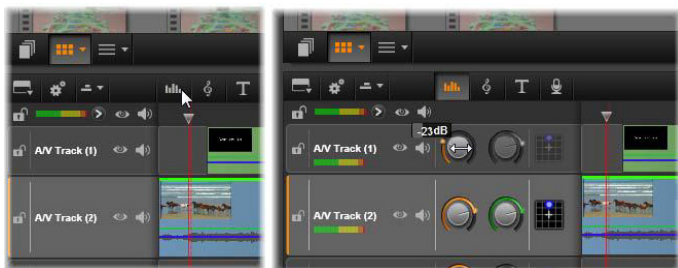 T
T
-23dB
A/V Track (1)
A/V Track (1)
A/V Track (2)
A/V Track (2)